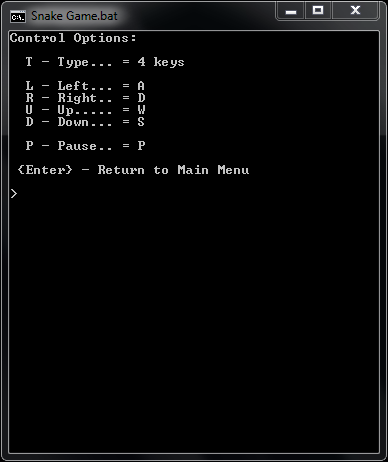 Snake Game.bat
Control Options:
T - Type... = 4 keys
L - Left... = A
R - Right.. = D
U - Up..... = W
D - Down... = S
P - Pause.. = P
{Enter} - Return to Main Menu
>